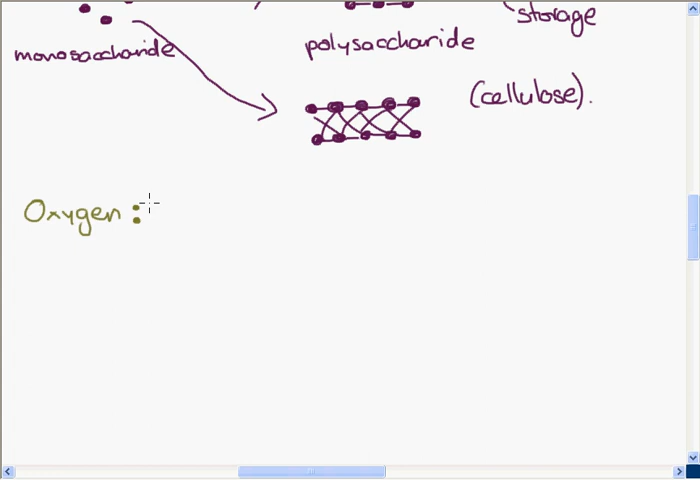 storage
monosaccharide
polysaccharide
(cellulose).
Oxygen :